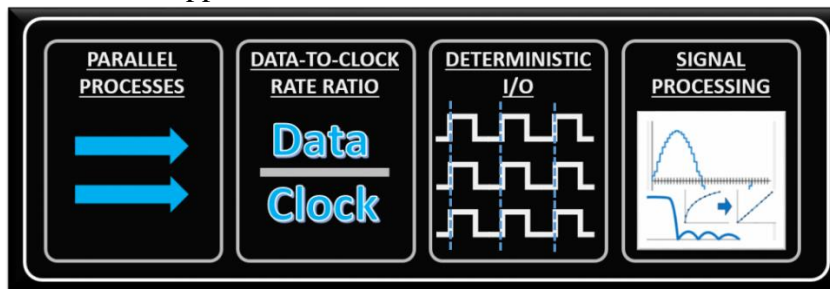 PARALLEL
PROCESSES
DATA-TO-CLOCK
RATE RATIO
Data
Clock
DETERMINISTIC
I/O
SIGNAL
PROCESSING